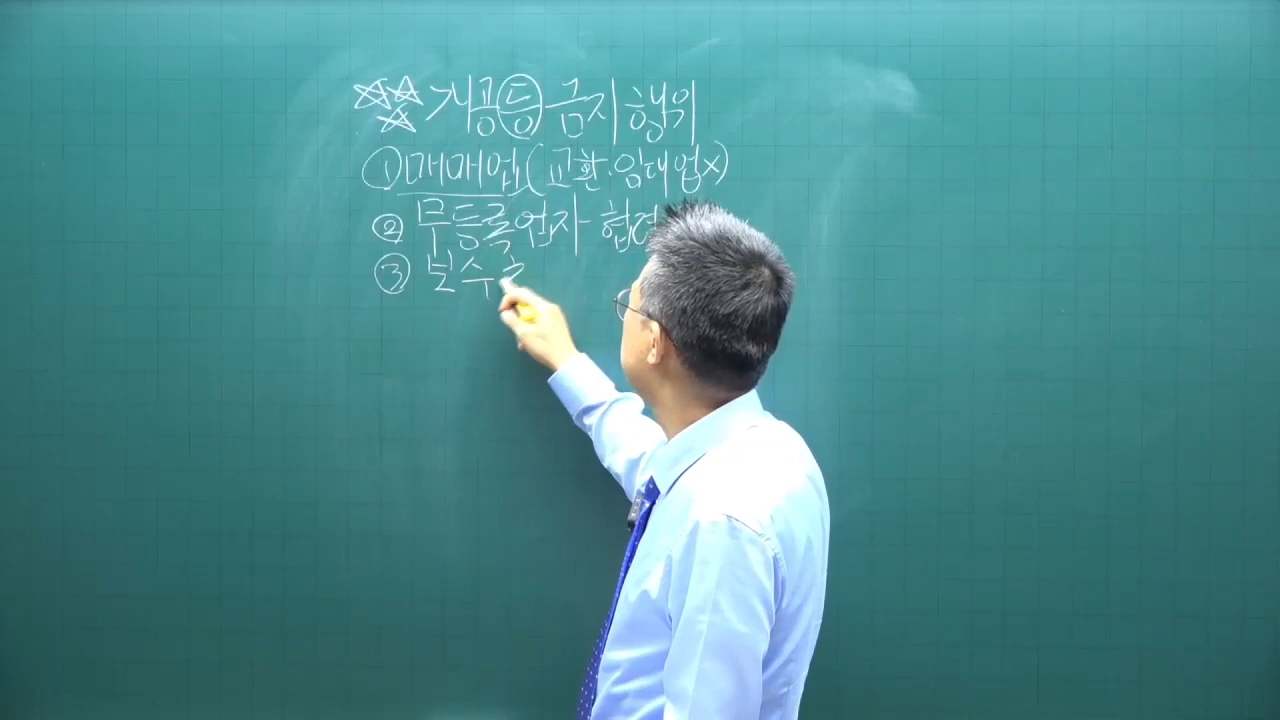 개공등 금지행위
① 매매업(교환·임대업x)
② 무등록업자 협
③ 보수